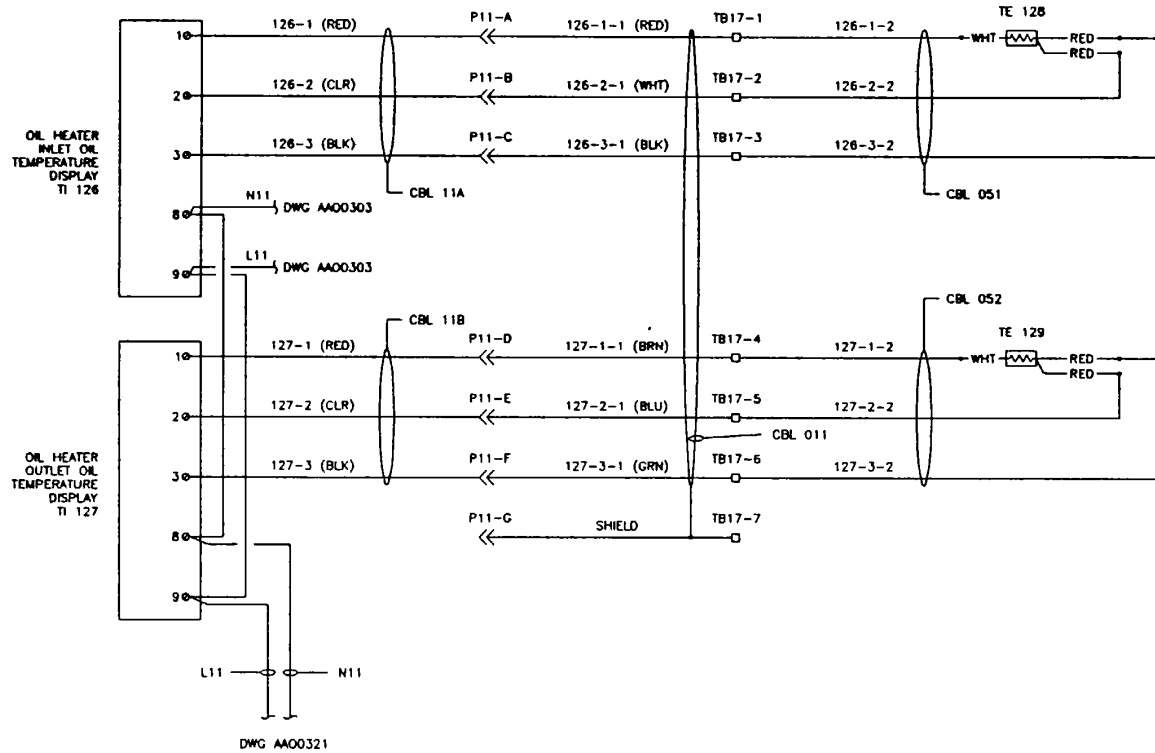 126-1 (RED)
P11-A
126-1-1 (RED)
TB17-1
126-1-2
TE 128
1
WHT
RED
RED
126-2 (CLR)
P11-B
126-2-1 (WHT)
TB17-2
126-2-2
2
126-3 (BLK)
P11-C
126-3-1 (BLK)
TB17-3
126-3-2
3
OIL HEATER
INLET OIL
TEMPERATURE
DISPLAY
TI 126
CBL 11A
CBL 051
N11
DWG AA00303
8
L11
DWG AA00303
9
CBL 052
CBL 11B
127-1 (RED)
P11-D
127-1-1 (BRN)
TB17-4
127-1-2
TE 129
1
WHT
RED
RED
127-2 (CLR)
P11-E
127-2-1 (BLU)
TB17-5
127-2-2
2
CBL 011
127-3 (BLK)
P11-F
127-3-1 (GRN)
TB17-6
127-3-2
3
OIL HEATER
OUTLET OIL
TEMPERATURE
DISPLAY
TI 127
P11-G
SHIELD
TB17-7
8
9
L11
N11
DWG AA00321